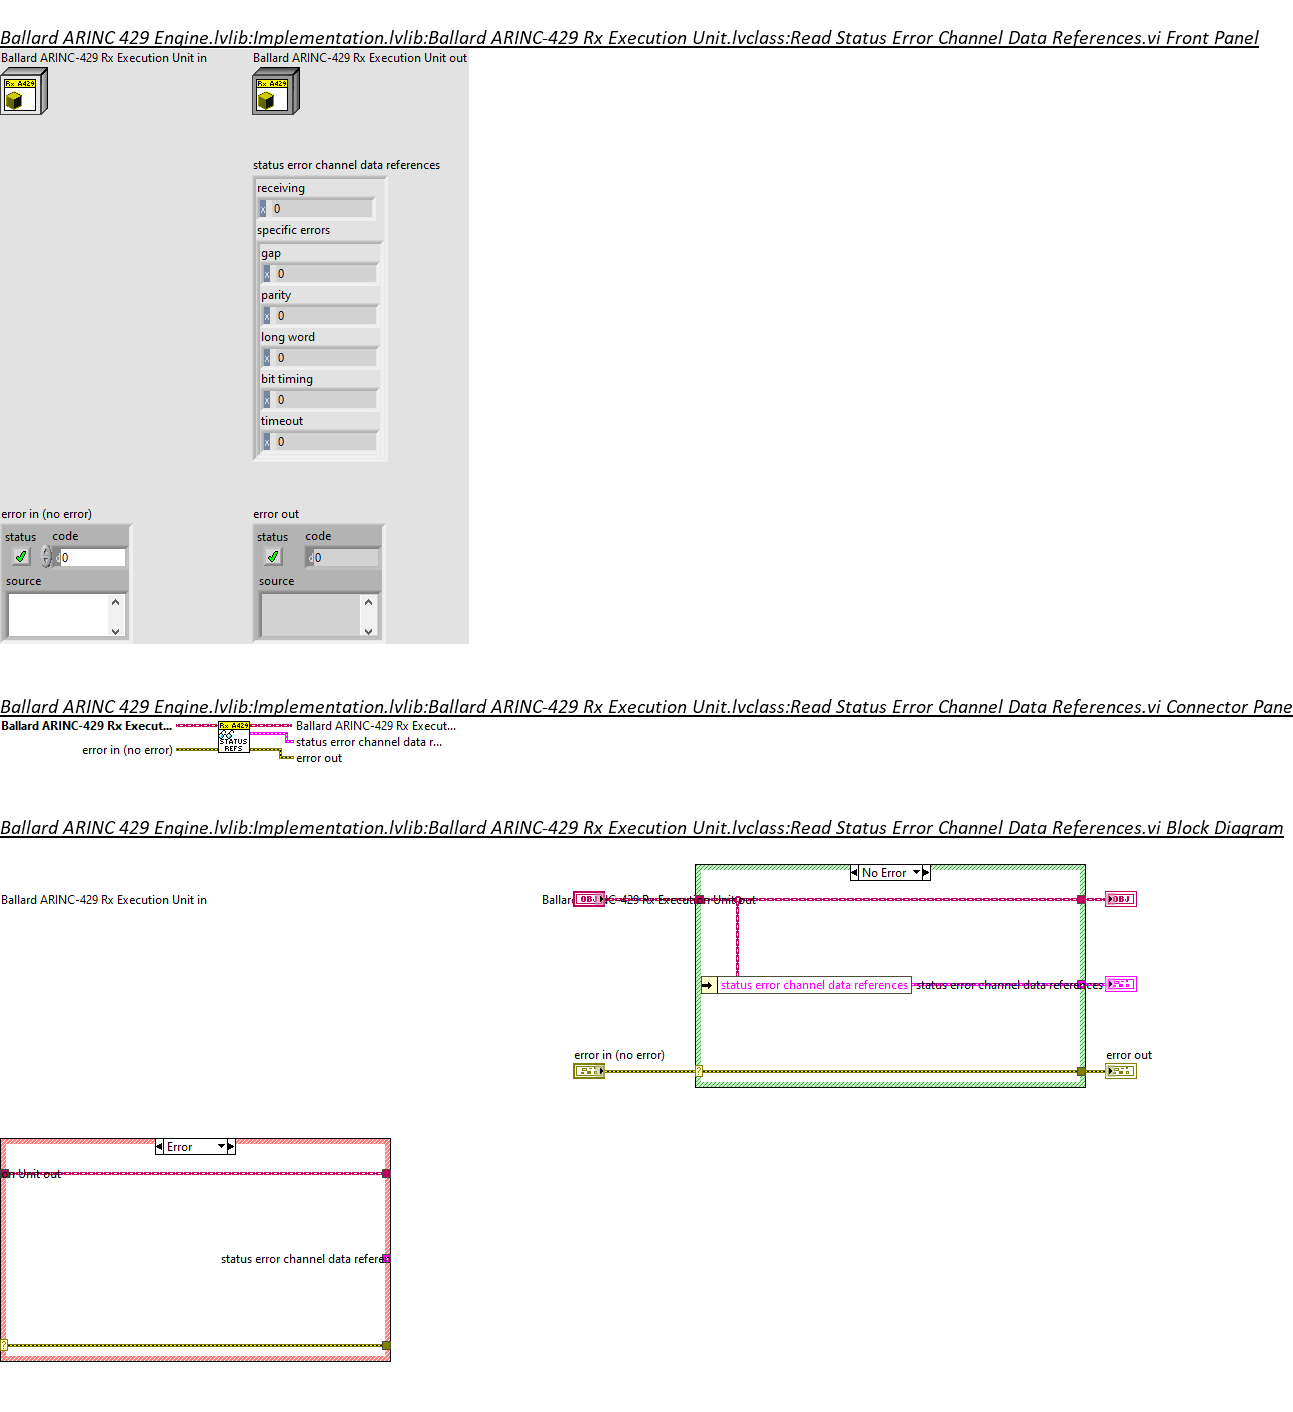 Ballard ARINC 429 Engine.lvlib:Implementation.lvlib:Ballard ARINC-429 Rx Execution Unit.lvclass:Read Status Error Channel Data References.vi Front Panel
Ballard ARINC-429 Rx Execution Unit in
Ballard ARINC-429 Rx Execution Unit out
Rx A429
Rx A429
status error channel data references
receiving
x 0
specific errors
gap
x 0
parity
x 0
long word
x 0
bit timing
x 0
timeout
x 0
error in (no error)
error out
status code
status code
d 0
d 0
source
source
Ballard ARINC 429 Engine.lvlib:Implementation.lvlib:Ballard ARINC-429 Rx Execution Unit.lvclass:Read Status Error Channel Data References.vi Connector Pane
Ballard ARINC-429 Rx Execut...
Rx A429
Ballard ARINC-429 Rx Execut...
STATUS
REFS
status error channel data r...
error in (no error)
error out
Ballard ARINC 429 Engine.lvlib:Implementation.lvlib:Ballard ARINC-429 Rx Execution Unit.lvclass:Read Status Error Channel Data References.vi Block Diagram
No Error
Ballard ARINC-429 Rx Execution Unit in
OBJ
Ballard ARINC-429 Rx Execution Unit out
OBJ
status error channel data references
status error channel data references
error in (no error)
error out
?
Error
on Unit out
status error channel data refere
?